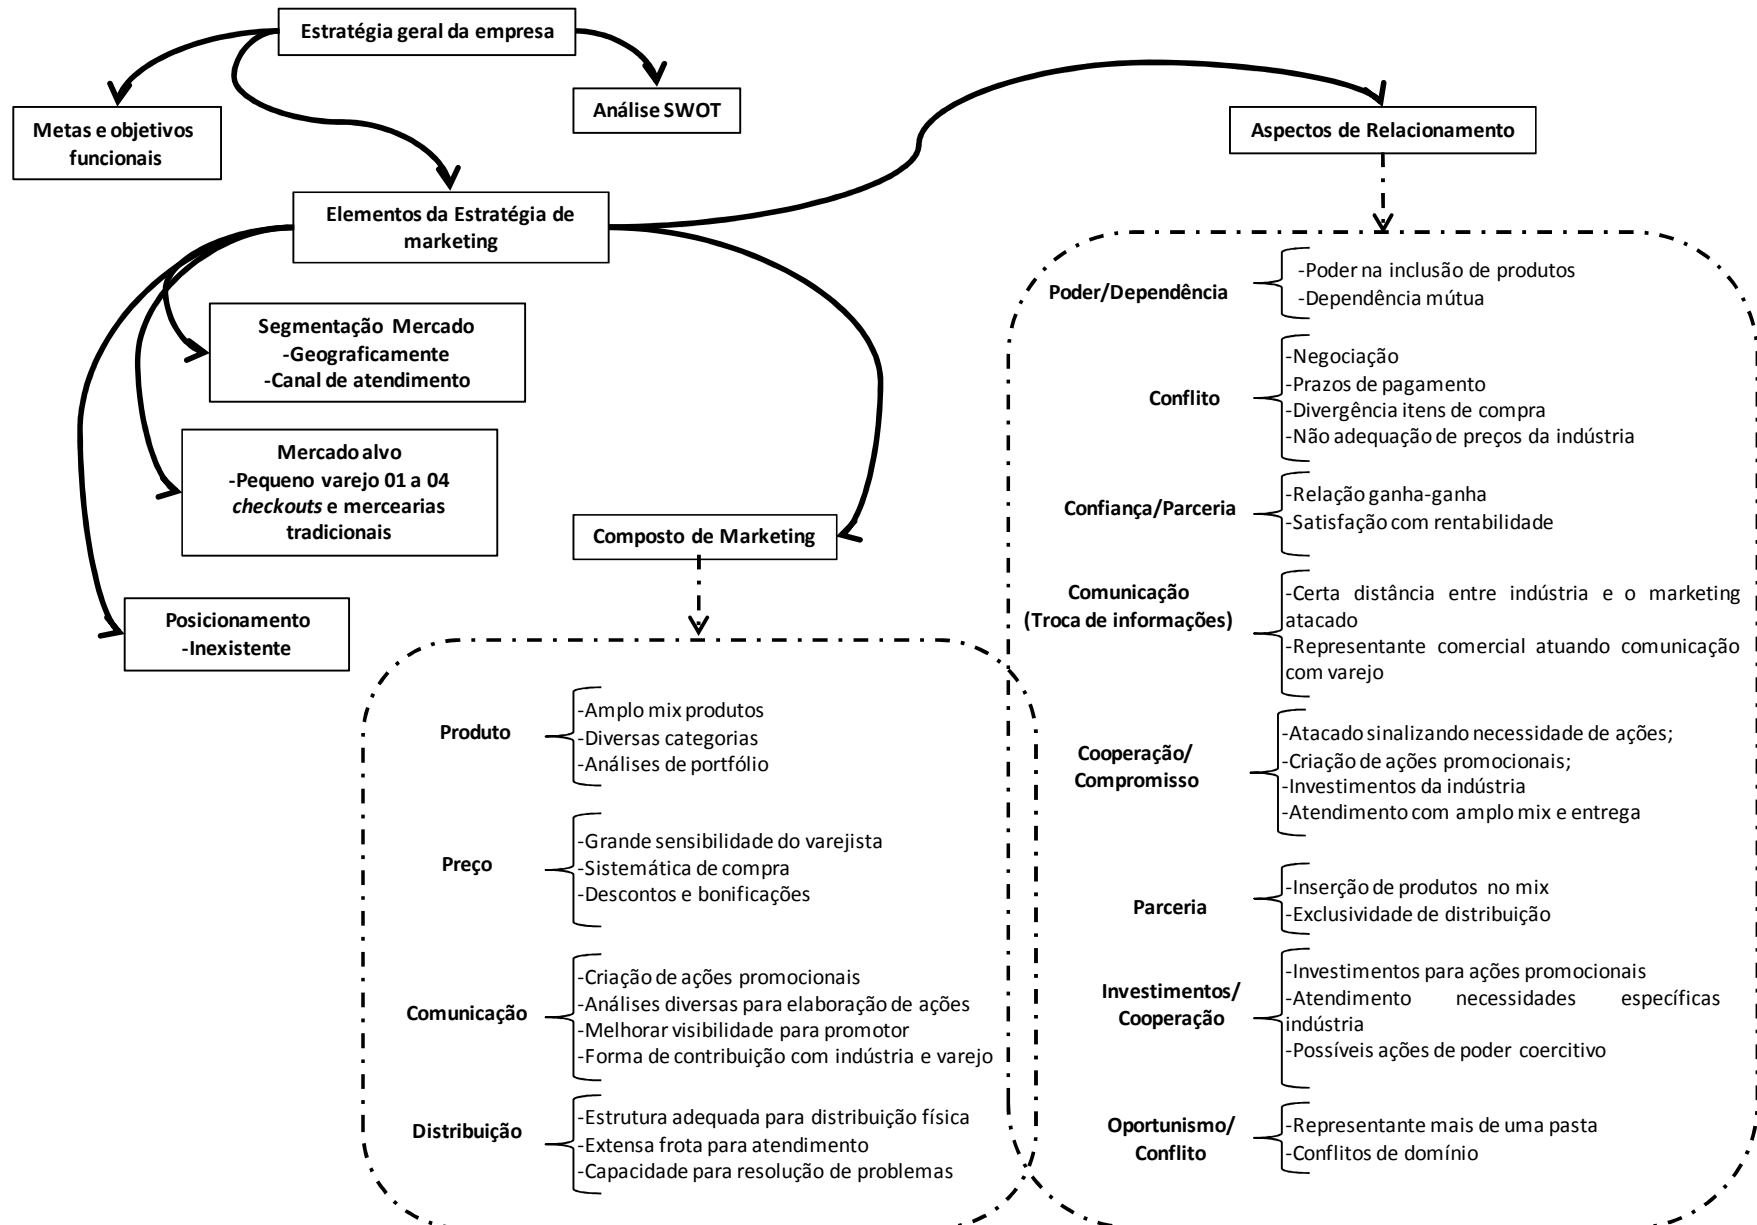 Estratégia geral da empresa
Metas e objetivos
funcionais
Análise SWOT
Aspectos de Relacionamento
Elementos da Estratégia de
marketing
Segmentação Mercado
-Geograficamente
-Canal de atendimento
Mercado alvo
-Pequeno varejo 01 a 04
checkouts e mercearias
tradicionais
Posicionamento
-Inexistente
Composto de Marketing
Produto
-Amplo mix produtos
-Diversas categorias
-Análises de portfólio
Preço
-Grande sensibilidade do varejista
-Sistemática de compra
-Descontos e bonificações
Comunicação
-Criação de ações promocionais
-Análises diversas para elaboração de ações
-Melhorar visibilidade para promotor
-Forma de contribuição com indústria e varejo
Distribuição
-Estrutura adequada para distribuição física
-Extensa frota para atendimento
-Capacidade para resolução de problemas
Poder/Dependência
-Poder na inclusão de produtos
-Dependência mútua
Conflito
-Negociação
-Prazos de pagamento
-Divergência itens de compra
-Não adequação de preços da indústria
Confiança/Parceria
-Relação ganha-ganha
-Satisfação com rentabilidade
Comunicação
(Troca de informações)
-Certa distância entre indústria e o marketing
atacado
-Representante comercial atuando comunicação
com varejo
Cooperação/
Compromisso
-Atacado sinalizando necessidade de ações;
-Criação de ações promocionais;
-Investimentos da indústria
-Atendimento com amplo mix e entrega
Parceria
-Inserção de produtos no mix
-Exclusividade de distribuição
Investimentos/
Cooperação
-Investimentos para ações promocionais
-Atendimento necessidades específicas
indústria
-Possíveis ações de poder coercitivo
Oportunismo/
Conflito
-Representante mais de uma pasta
-Conflitos de domínio